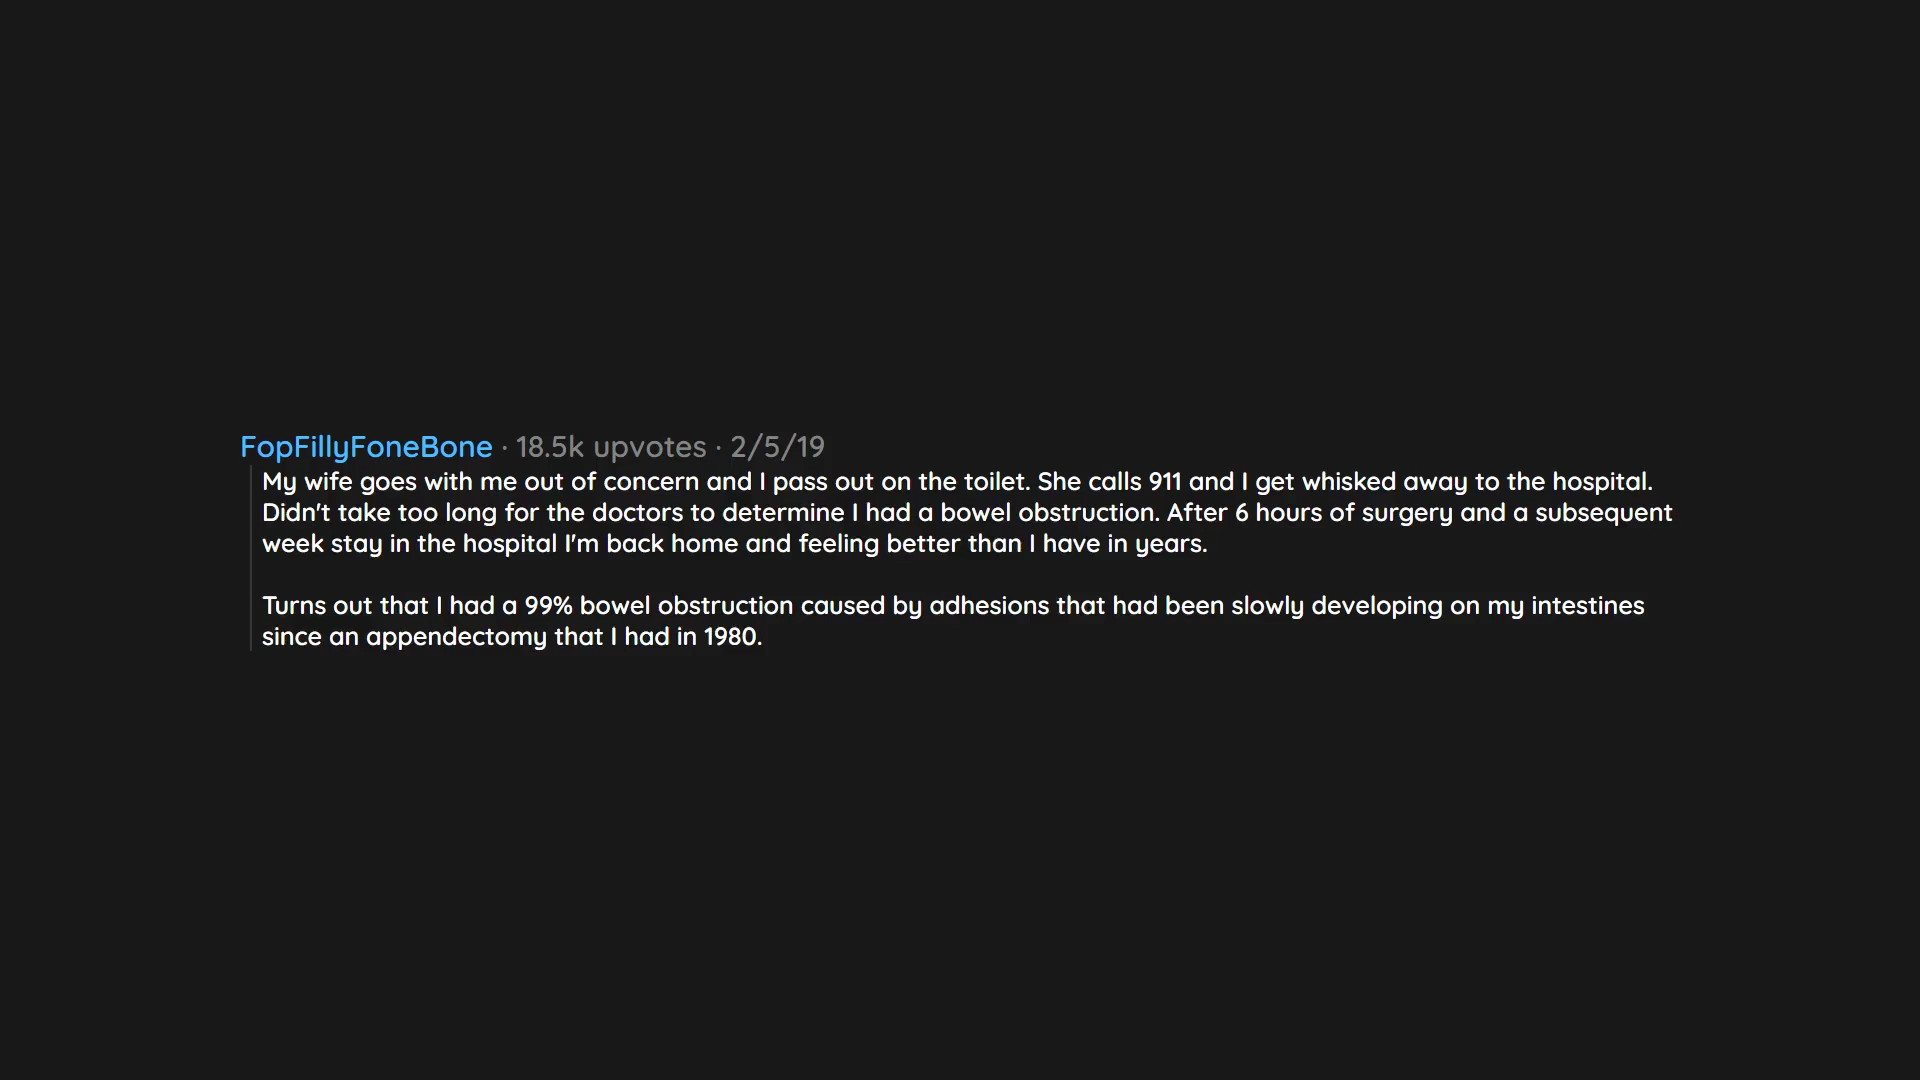 FopFillyFoneBone · 18.5k upvotes · 2/5/19
My wife goes with me out of concern and I pass out on the toilet. She calls 911 and I get whisked away to the hospital.
Didn't take too long for the doctors to determine I had a bowel obstruction. After 6 hours of surgery and a subsequent
week stay in the hospital I'm back home and feeling better than I have in years.
Turns out that I had a 99% bowel obstruction caused by adhesions that had been slowly developing on my intestines
since an appendectomy that I had in 1980.